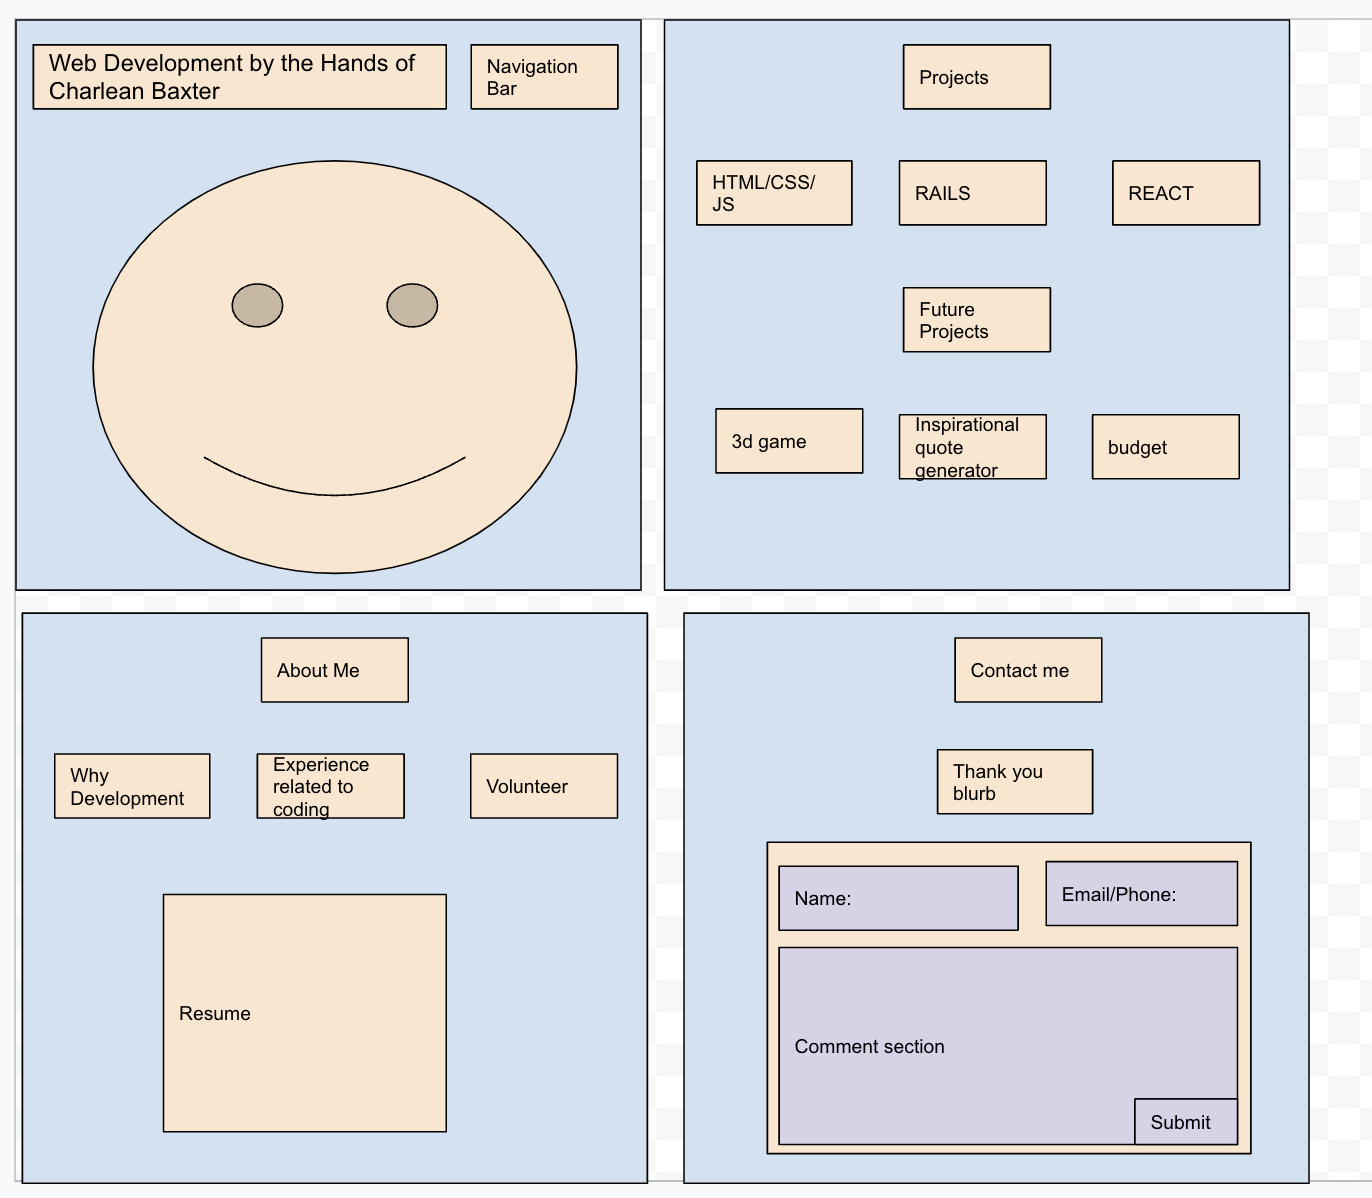 Web Development by the Hands of
Charlean Baxter
Navigation
Bar
Projects
HTML/CSS/
JS
RAILS
REACT
Future
Projects
3d game
Inspirational
quote
generator
budget
About Me
Why
Development
Experience
related to
coding
Volunteer
Resume
Contact me
Thank you
blurb
Name:
Email/Phone:
Comment section
Submit